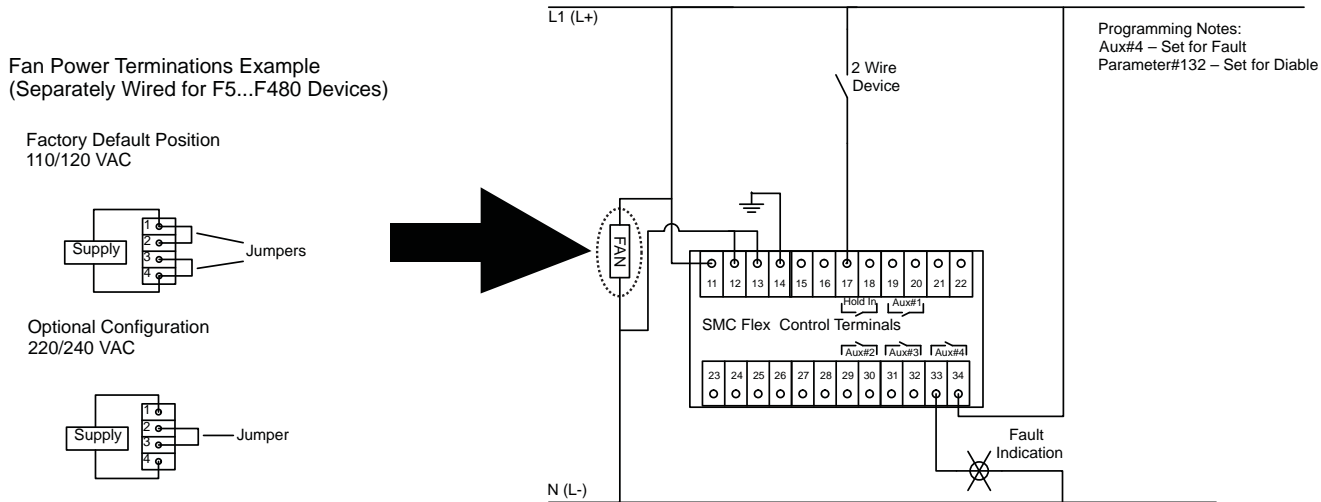 Fan Power Terminations Example
(Separately Wired for F5...F480 Devices)
Factory Default Position
110/120 VAC
Supply
1
2
3
4
Jumpers
Optional Configuration
220/240 VAC
Supply
1
2
3
4
Jumper
L1 (L+)
2 Wire
Device
Programming Notes:
Aux#4 – Set for Fault
Parameter#132 – Set for Diable
FAN
11 12 13 14 15 16 17 18 19 20 21 22
Hold In Aux#1
SMC Flex Control Terminals
Aux#2 Aux#3 Aux#4
23 24 25 26 27 28 29 30 31 32 33 34
Fault
Indication
N (L-)